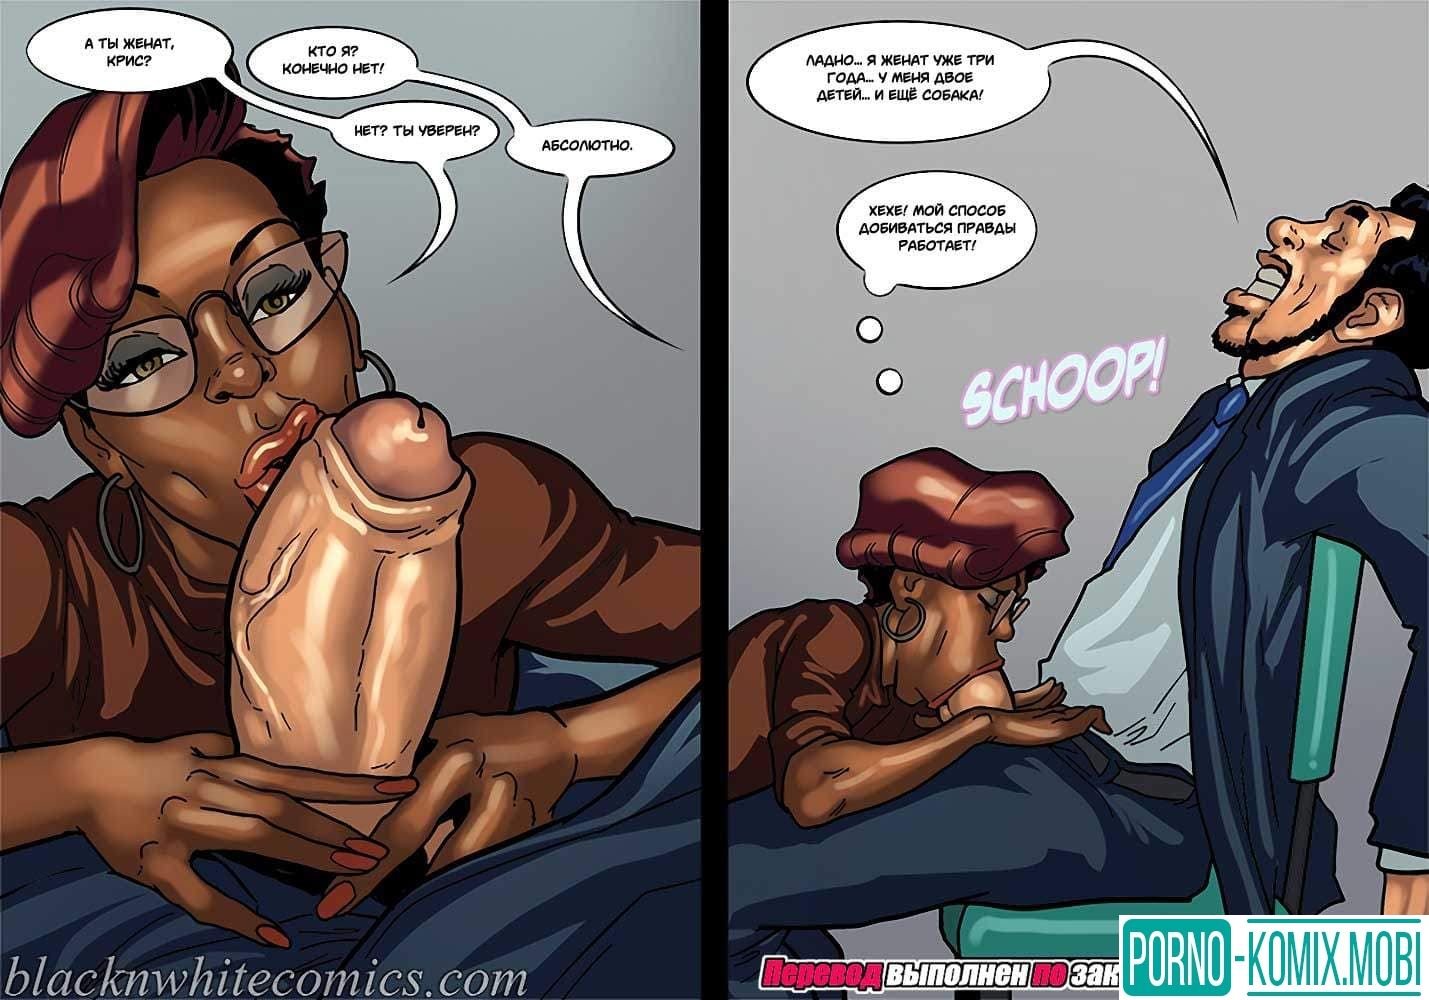 А ТЫ ЖЕНАТ,
КРИС?
КТО Я?
КОНЕЧНО НЕТ!
НЕТ? ТЫ УВЕРЕН?
АБСОЛЮТНО.
ЛАДНО... Я ЖЕНАТ УЖЕ ТРИ
ГОДА... У МЕНЯ ДВОЕ
ДЕТЕЙ... И ЕЩЁ СОБАКА!
ХЕХЕ! МОЙ СПОСОБ
ДОБИВАТЬСЯ ПРАВДЫ
РАБОТАЕТ!
SCHOOP!
blacknwhitecomics.com
Перевод выполнен по зак
PORNO-KOMIX.MOBI